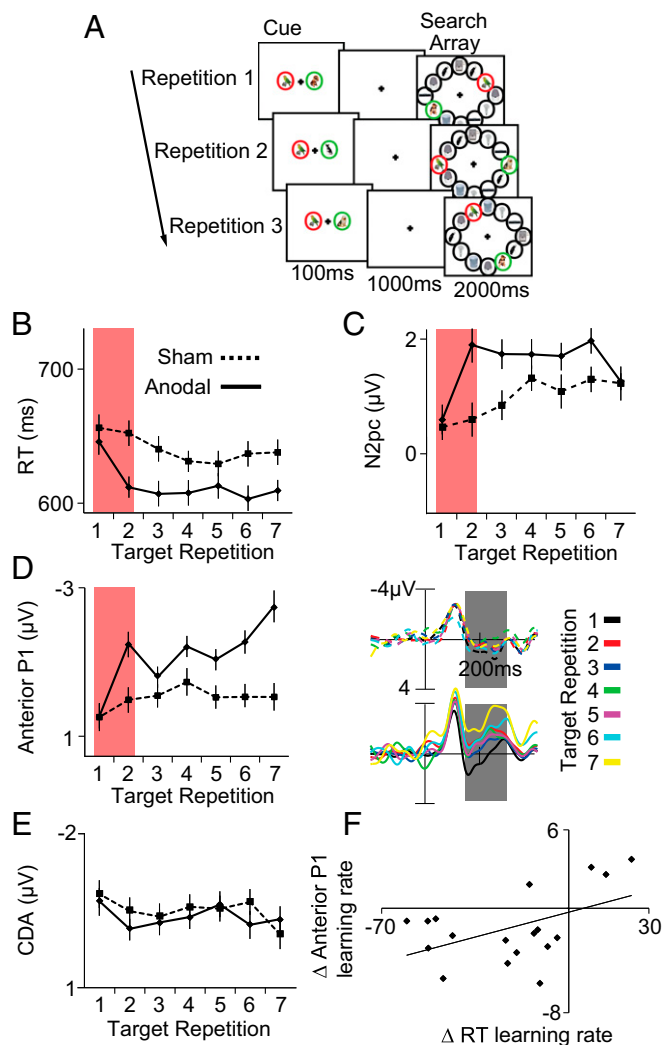 A
Cue
Search
Array
Repetition 1
Repetition 2
Repetition 3
100ms
1000ms
2000ms
B
700
600
RT (ms)
Sham
Anodal
1 2 3 4 5 6 7
Target Repetition
C
2
0
N2pc (µV)
1 2 3 4 5 6 7
Target Repetition
D
-3
1
Anterior P1 (µV)
1 2 3 4 5 6 7
Target Repetition
-4µV
200ms
4
Target Repetition
1
2
3
4
5
6
7
E
-2
1
CDA (µV)
1 2 3 4 5 6 7
Target Repetition
F
6
-70
30
-8
Δ Anterior P1
learning rate
Δ RT learning rate